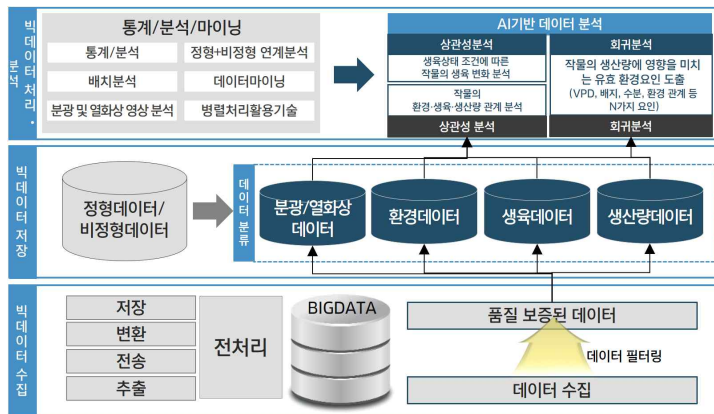 빅데이터 처리·분석
통계/분석/마이닝
통계/분석
정형+비정형 연계분석
배치분석
데이터마이닝
분광 및 열화상 영상 분석
병렬처리활용기술
AI기반 데이터 분석
상관성분석
생육상태 조건에 따른
작물의 생육 변화 분석
작물의
환경·생육·생산량 관계 분석
상관성 분석
회귀분석
작물의 생산량에 영향을 미치
는 유효 환경요인 도출
(VPD, 배지, 수분, 환경 관계 등
N가지 요인)
회귀분석
빅데이터 저장
정형데이터/
비정형데이터
데이터 분류
분광/열화상
데이터
환경데이터
생육데이터
생산량데이터
빅데이터 수집
저장
변환
전송
추출
전처리
BIGDATA
품질 보증된 데이터
데이터 필터링
데이터 수집